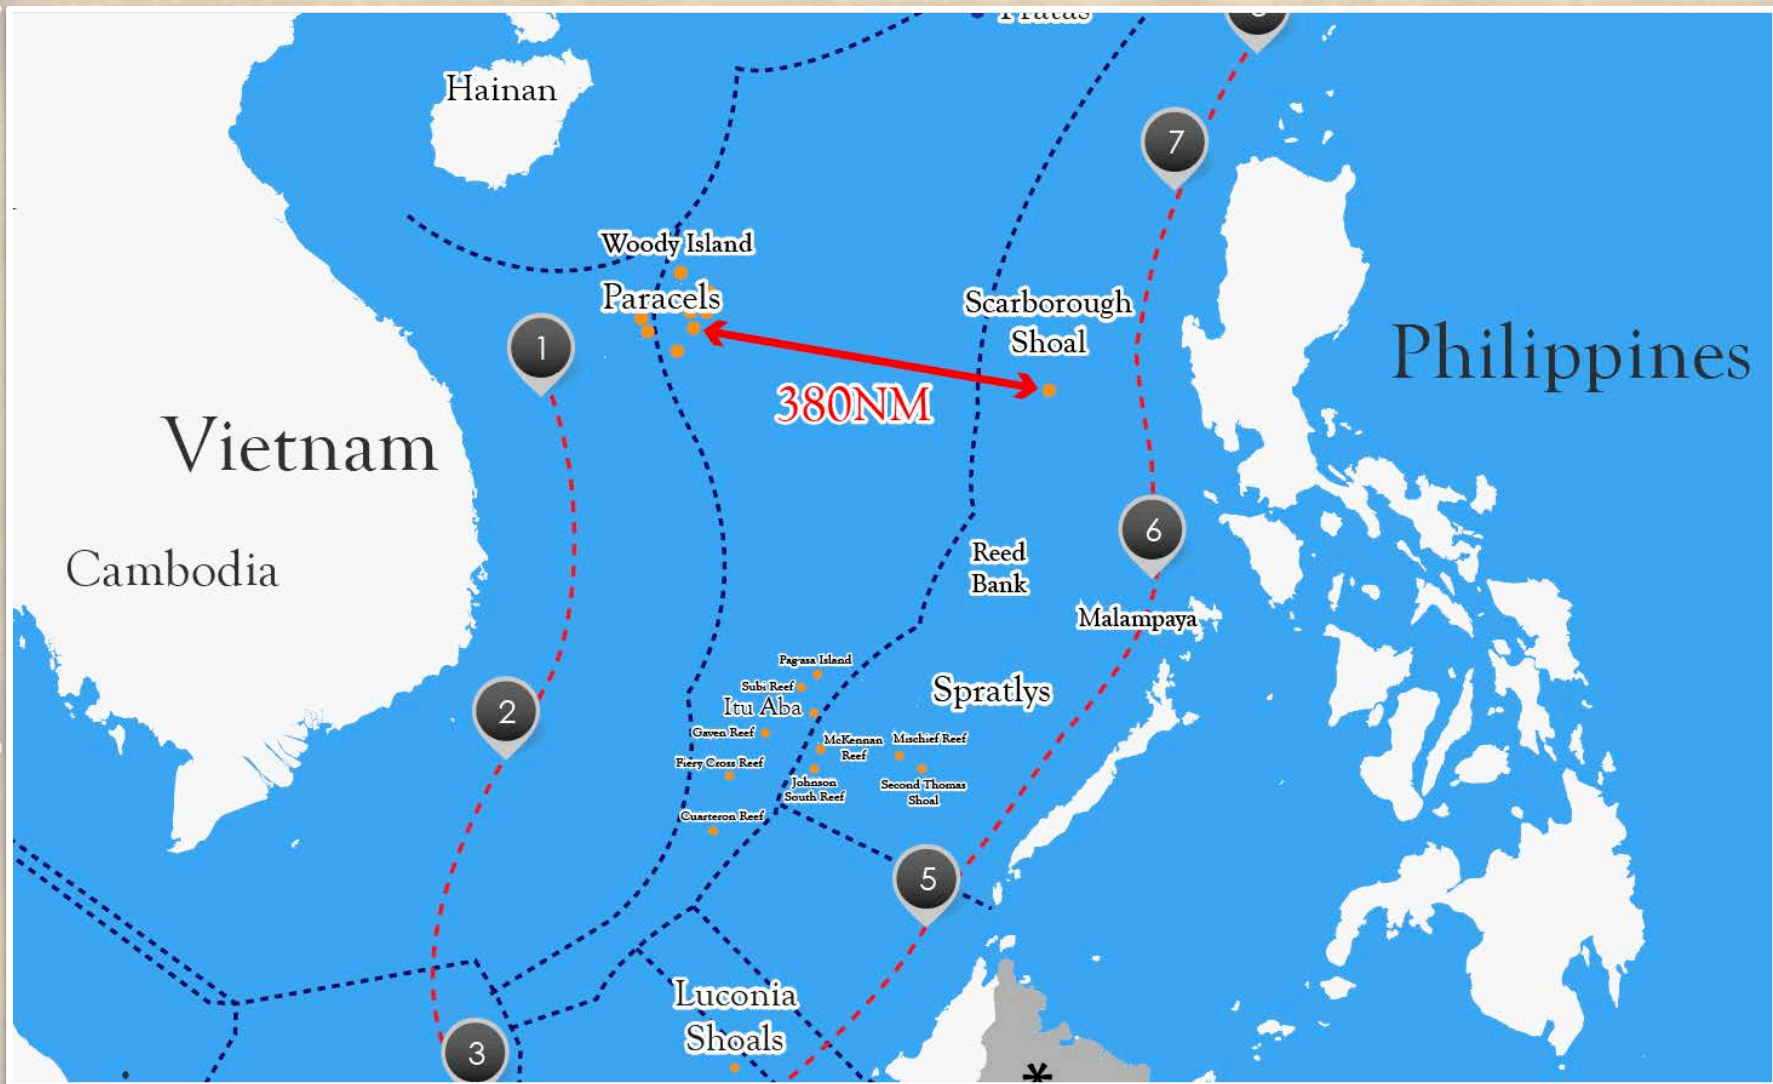 Pratas
8
Hainan
7
Woody Island
Paracels
Scarborough
Shoal
1
Philippines
380NM
Vietnam
6
Reed
Bank
Cambodia
Malampaya
Pag-asa Island
Subi Reef
Spratlys
Itu Aba
2
Gaven Reef
McKennan
Reef
Mischief Reef
Fiery Cross Reef
Johnson
South Reef
Second Thomas
Shoal
Cuarteron Reef
5
Luconia
Shoals
3
*